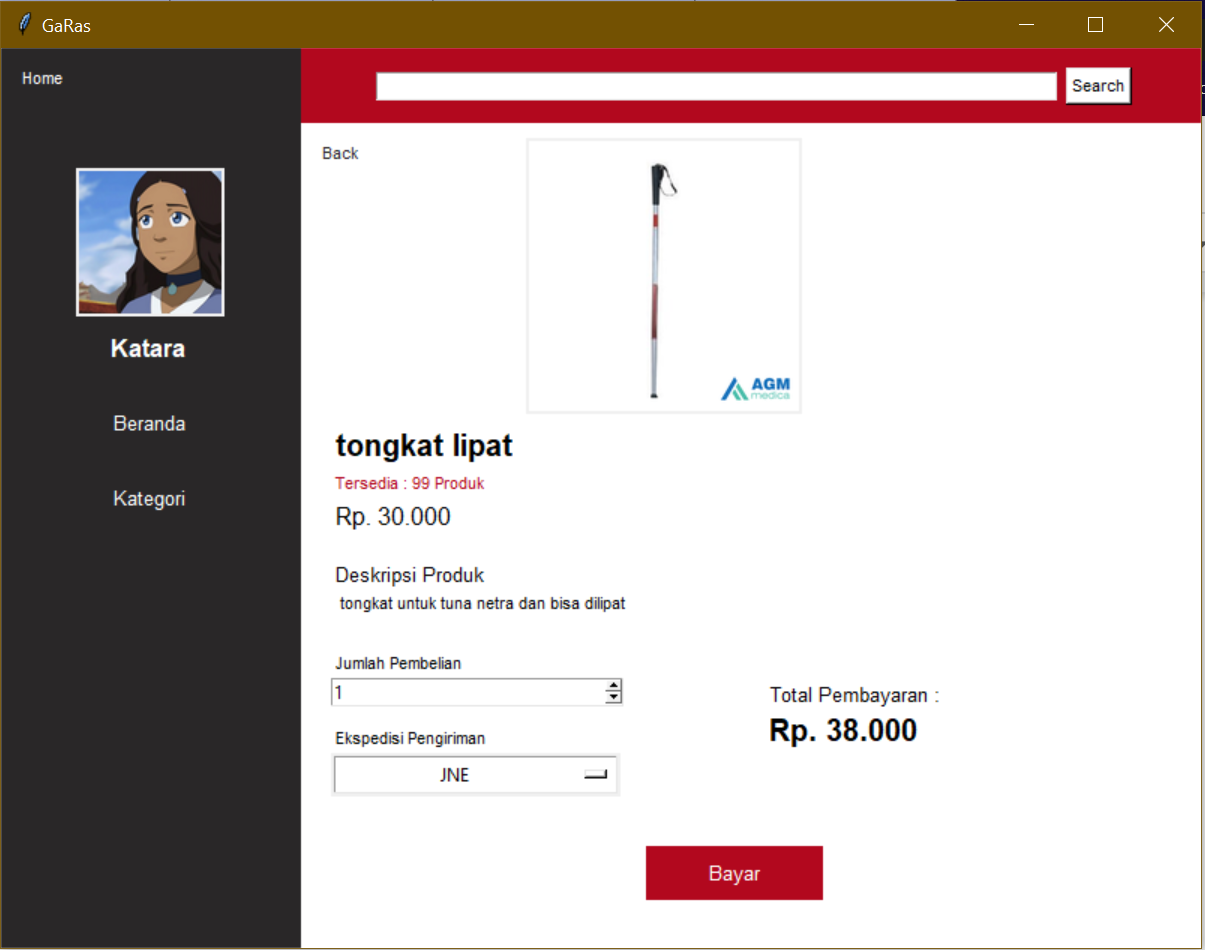 GaRas
Home
Search
Back
AGM
medica
Katara
Beranda
Kategori
tongkat lipat
Tersedia : 99 Produk
Rp. 30.000
Deskripsi Produk
tongkat untuk tuna netra dan bisa dilipat
Jumlah Pembelian
1
Ekspedisi Pengiriman
JNE
Total Pembayaran :
Rp. 38.000
Bayar